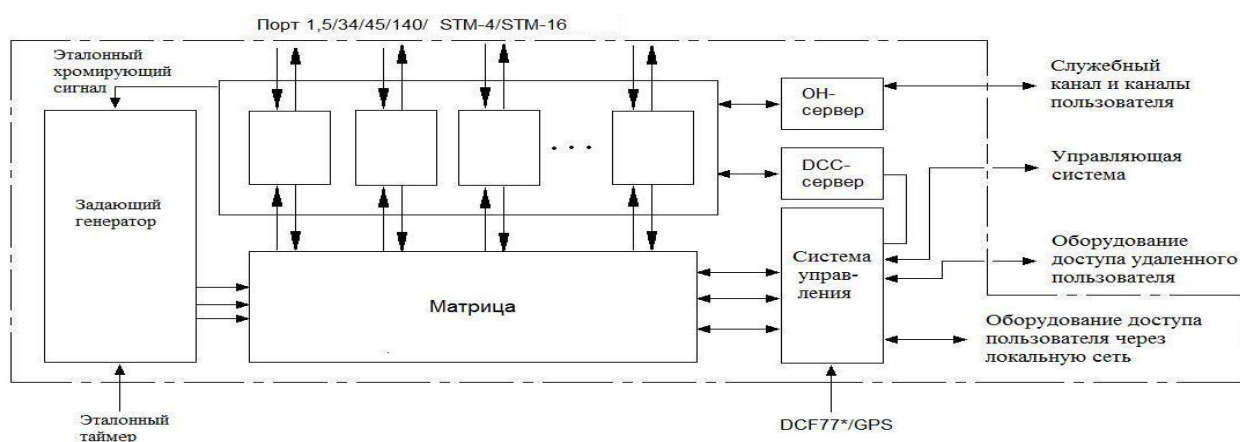 Порт 1,5/34/45/140/ STM-4/STM-16
Эталонный
хромирующий
сигнал
Задающий
генератор
. . .
ОН-
сервер
Служебный
канал и каналы
пользователя
DCC-
сервер
Управляющая
система
Матрица
Система
управ-
ления
Оборудование
доступа удаленного
пользователя
Оборудование доступа
пользователя через
локальную сеть
Эталонный
таймер
DCF77*/GPS